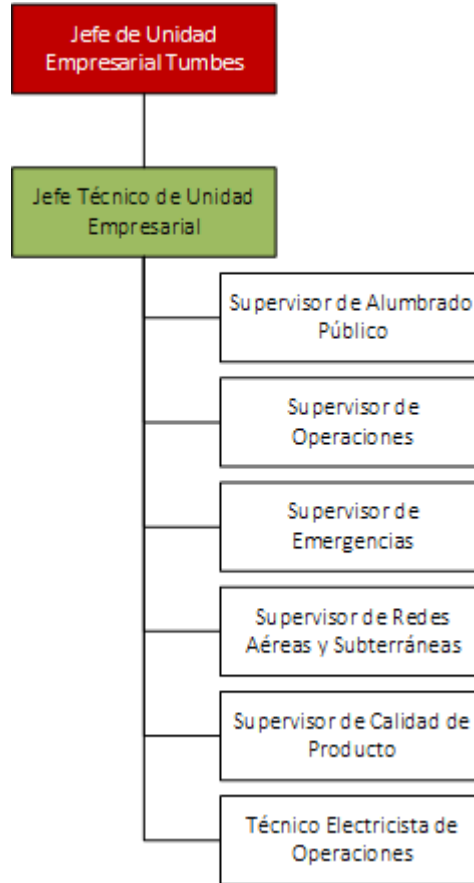 Jefe de Unidad
Empresarial Tumbes
Jefe Técnico de Unidad
Empresarial
Supervisor de Alumbrado
Público
Supervisor de
Operaciones
Supervisor de
Emergencias
Supervisor de Redes
Aéreas y Subterráneas
Supervisor de Calidad de
Producto
Técnico Electricista de
Operaciones